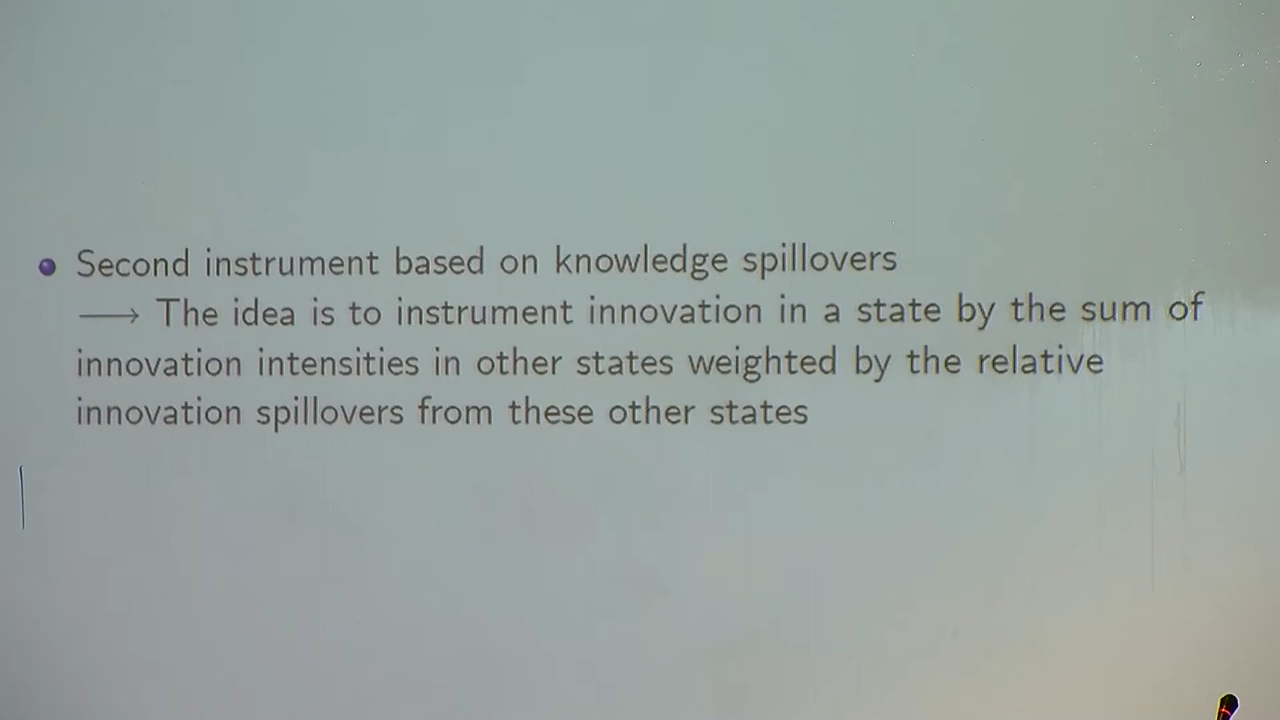 • Second instrument based on knowledge spillovers
⟶ The idea is to instrument innovation in a state by the sum of
innovation intensities in other states weighted by the relative
innovation spillovers from these other states